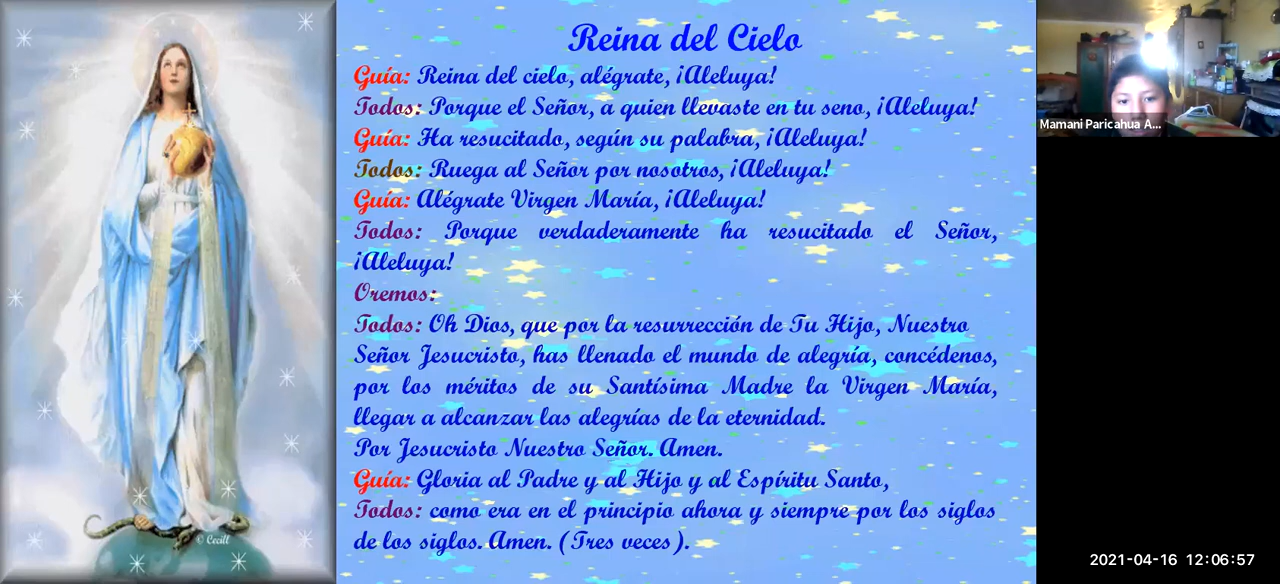 Reina del Cielo
Guía: Reina del cielo, alégrate, ¡Aleluya!
Todos: Porque el Señor, a quien llevaste en tu seno, ¡Aleluya!
Guía: Ha resucitado, según su palabra, ¡Aleluya!
Todos: Ruega al Señor por nosotros, ¡Aleluya!
Guía: Alégrate Virgen María, ¡Aleluya!
Todos: Porque verdaderamente ha resucitado el Señor,
¡Aleluya!
Oremos:
Todos: Oh Dios, que por la resurrección de Tu Hijo, Nuestro
Señor Jesucristo, has llenado el mundo de alegría, concédenos,
por los méritos de su Santísima Madre la Virgen María,
llegar a alcanzar las alegrías de la eternidad.
Por Jesucristo Nuestro Señor. Amen.
Guía: Gloria al Padre y al Hijo y al Espíritu Santo,
Todos: como era en el principio ahora y siempre por los siglos
de los siglos. Amen. (Tres veces).
© Cecill
Mamani Paricahua A...
2021-04-16 12:06:57